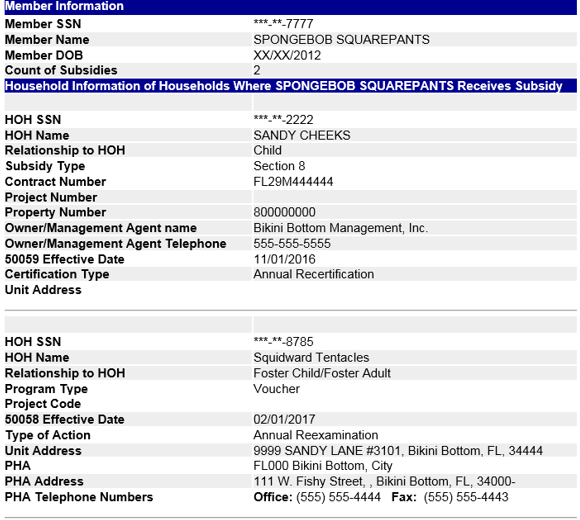 Member Information
Member SSN ***-**-7777
Member Name SPONGEBOB SQUAREPANTS
Member DOB XX/XX/2012
Count of Subsidies 2
Household Information of Households Where SPONGEBOB SQUAREPANTS Receives Subsidy
HOH SSN ***-**-2222
HOH Name SANDY CHEEKS
Relationship to HOH Child
Subsidy Type Section 8
Contract Number FL29M444444
Project Number
Property Number 800000000
Owner/Management Agent name Bikini Bottom Management, Inc.
Owner/Management Agent Telephone 555-555-5555
50059 Effective Date 11/01/2016
Certification Type Annual Recertification
Unit Address
HOH SSN ***-**-8785
HOH Name Squidward Tentacles
Relationship to HOH Foster Child/Foster Adult
Program Type Voucher
Project Code
50058 Effective Date 02/01/2017
Type of Action Annual Reexamination
Unit Address 9999 SANDY LANE #3101, Bikini Bottom, FL, 34444
PHA FL000 Bikini Bottom, City
PHA Address 111 W. Fishy Street, , Bikini Bottom, FL, 34000-
PHA Telephone Numbers Office: (555) 555-4444 Fax: (555) 555-4443